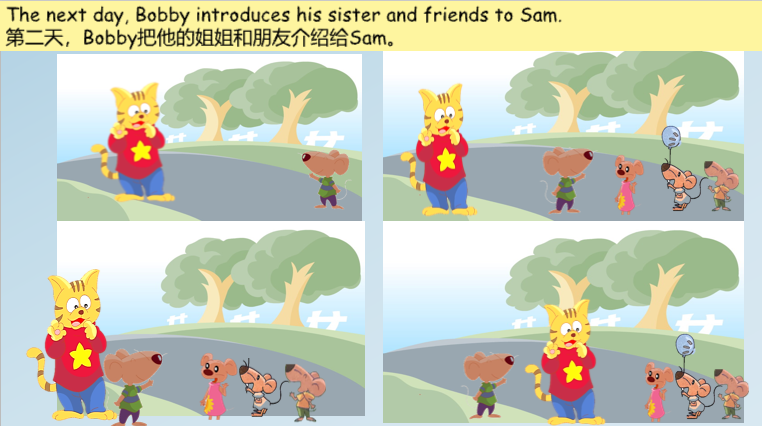 The next day, Bobby introduces his sister and friends to Sam.
第二天，Bobby把他的姐姐和朋友介绍给Sam。